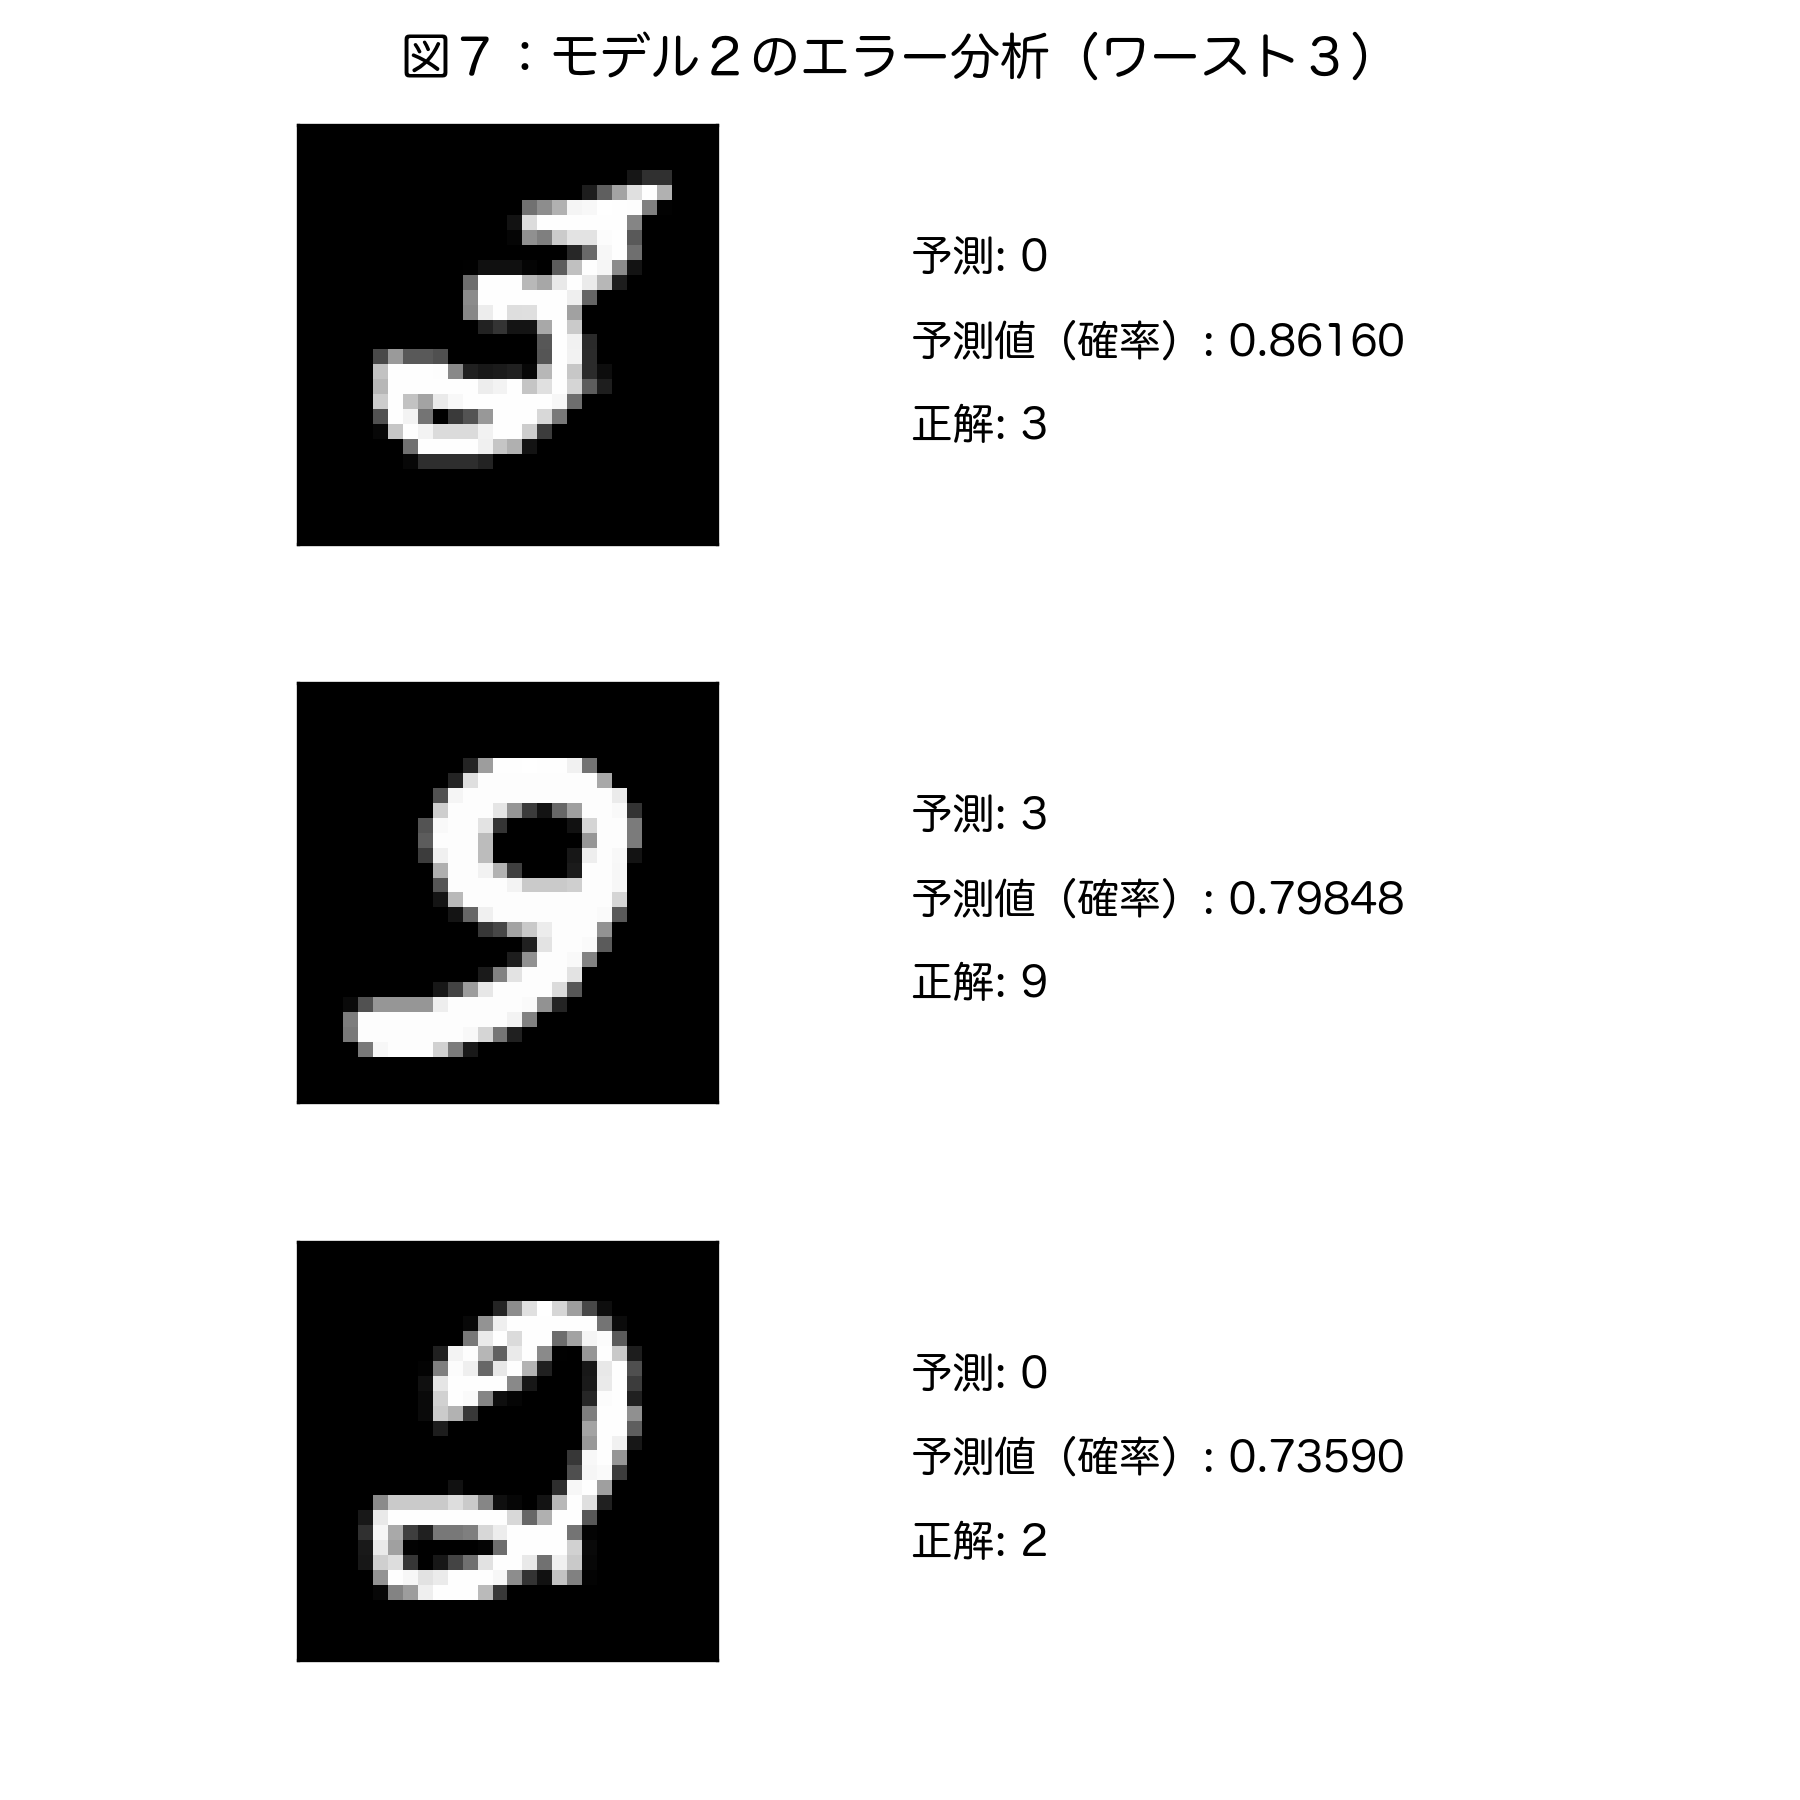 図７：モデル２のエラー分析（ワースト３）
予測: 0
予測値（確率）: 0.86160
正解: 3
予測: 3
予測値（確率）: 0.79848
正解: 9
予測: 0
予測値（確率）: 0.73590
正解: 2